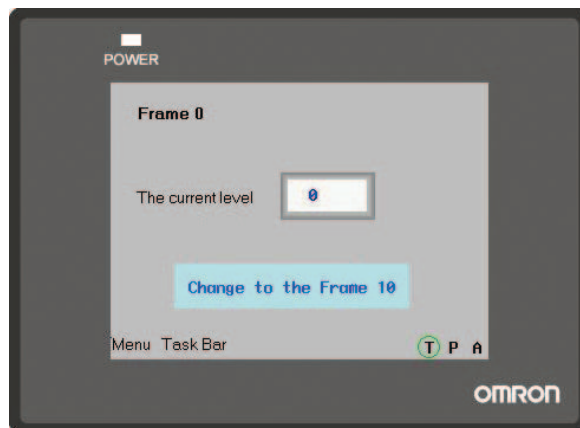 POWER
Frame 0
The current level 0
Change to the Frame 10
Menu Task Bar T P A
OMRON